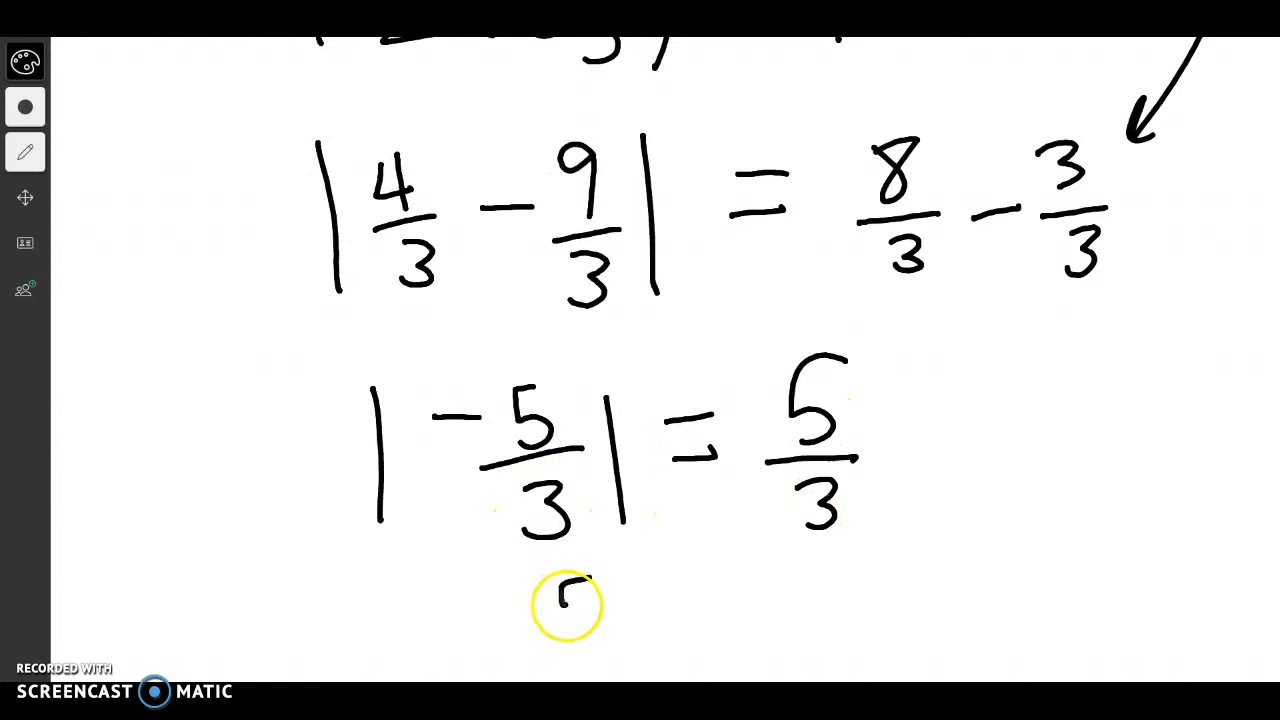 |4/3 - 9/3| = 8/3 - 3/3
|-5/3| = 5/3
RECORDED WITH
SCREENCAST MATIC